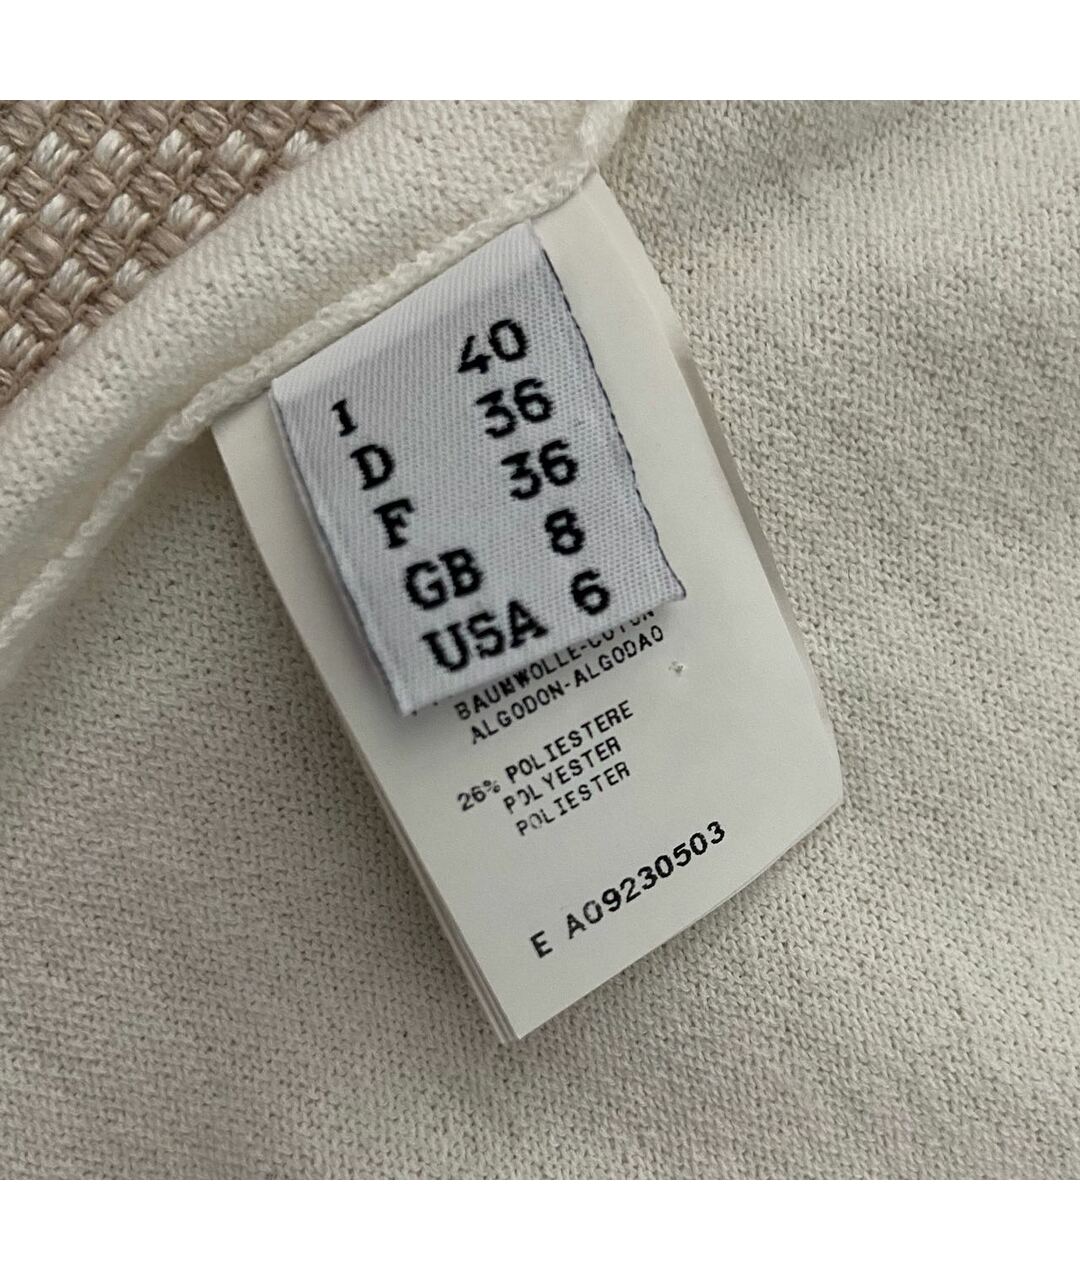 I 40
D 36
F 36
GB 8
USA 6
BAUMWOLLE-COTON
ALGODON-ALGODAO
26% POLIESTERE
POLYESTER
POLIESTER
E A09230503